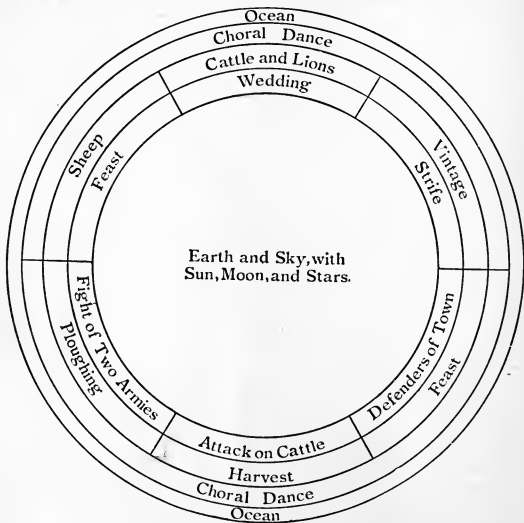 Ocean
Choral Dance
Cattle and Lions
Wedding
Sheep
Feast
Vintage
Strife
Earth and Sky, with
Sun, Moon, and Stars.
Fight of Two Armies
Ploughing
Defenders of Town
Feast
Attack on Cattle
Harvest
Choral Dance
Ocean